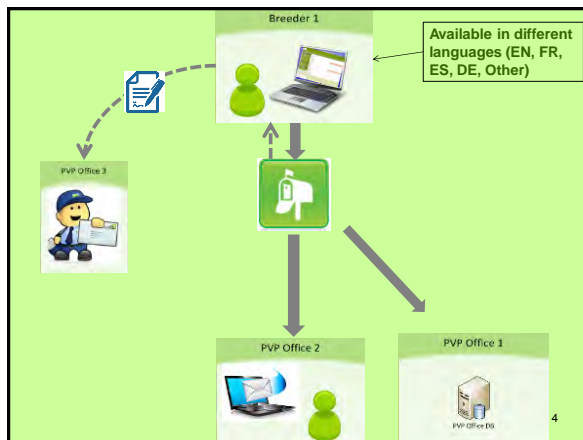 Breeder 1
Available in different
languages (EN, FR,
ES, DE, Other)
PVP Office 3
PVP Office 2
PVP Office 1
PVP Office DB
4